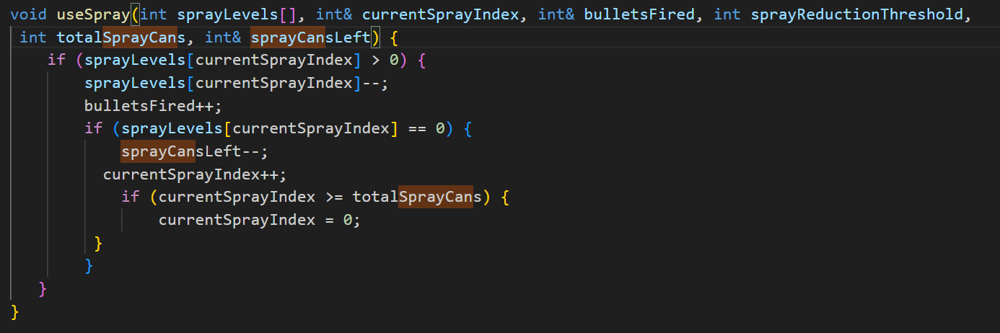 void useSpray(int sprayLevels[], int& currentSprayIndex, int& bulletsFired, int sprayReductionThreshold,
int totalSprayCans, int& sprayCansLeft) {
if (sprayLevels[currentSprayIndex] > 0) {
sprayLevels[currentSprayIndex]--;
bulletsFired++;
if (sprayLevels[currentSprayIndex] == 0) {
sprayCansLeft--;
currentSprayIndex++;
if (currentSprayIndex >= totalSprayCans) {
currentSprayIndex = 0;
}
}
}
}